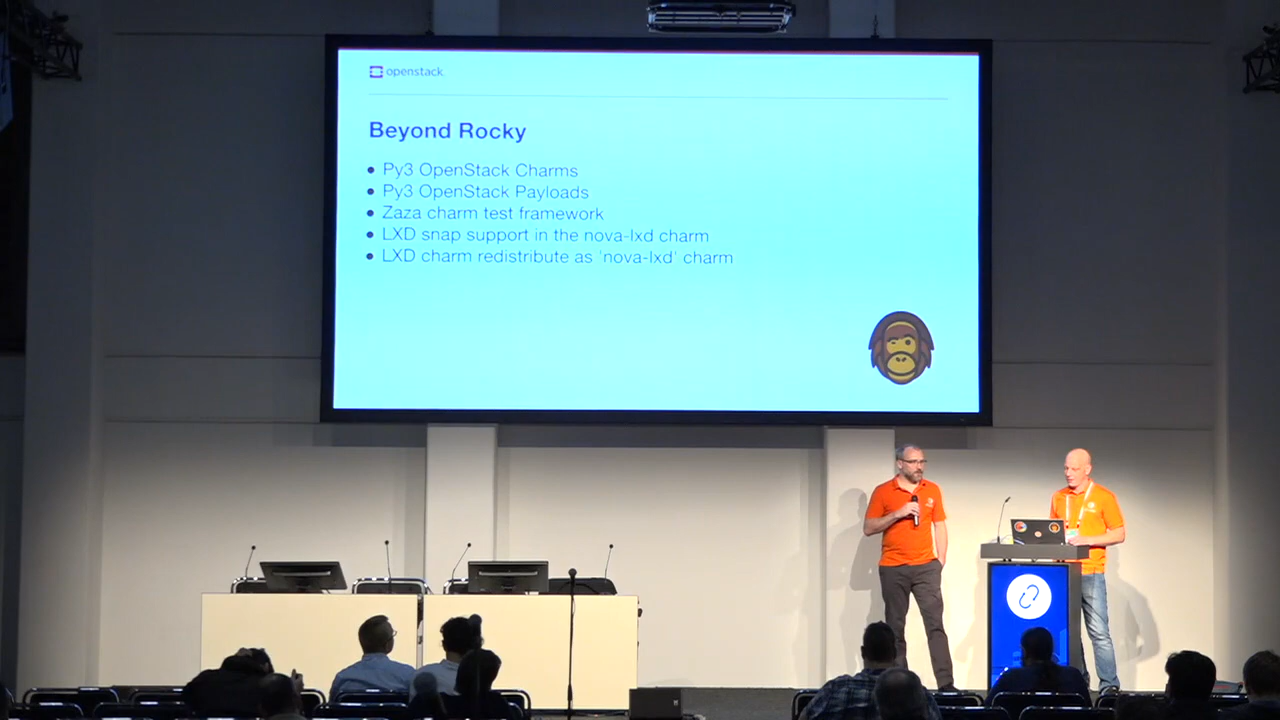 openstack
Beyond Rocky
• Py3 OpenStack Charms
• Py3 OpenStack Payloads
• Zaza charm test framework
• LXD snap support in the nova-lxd charm
• LXD charm redistribute as 'nova-lxd' charm